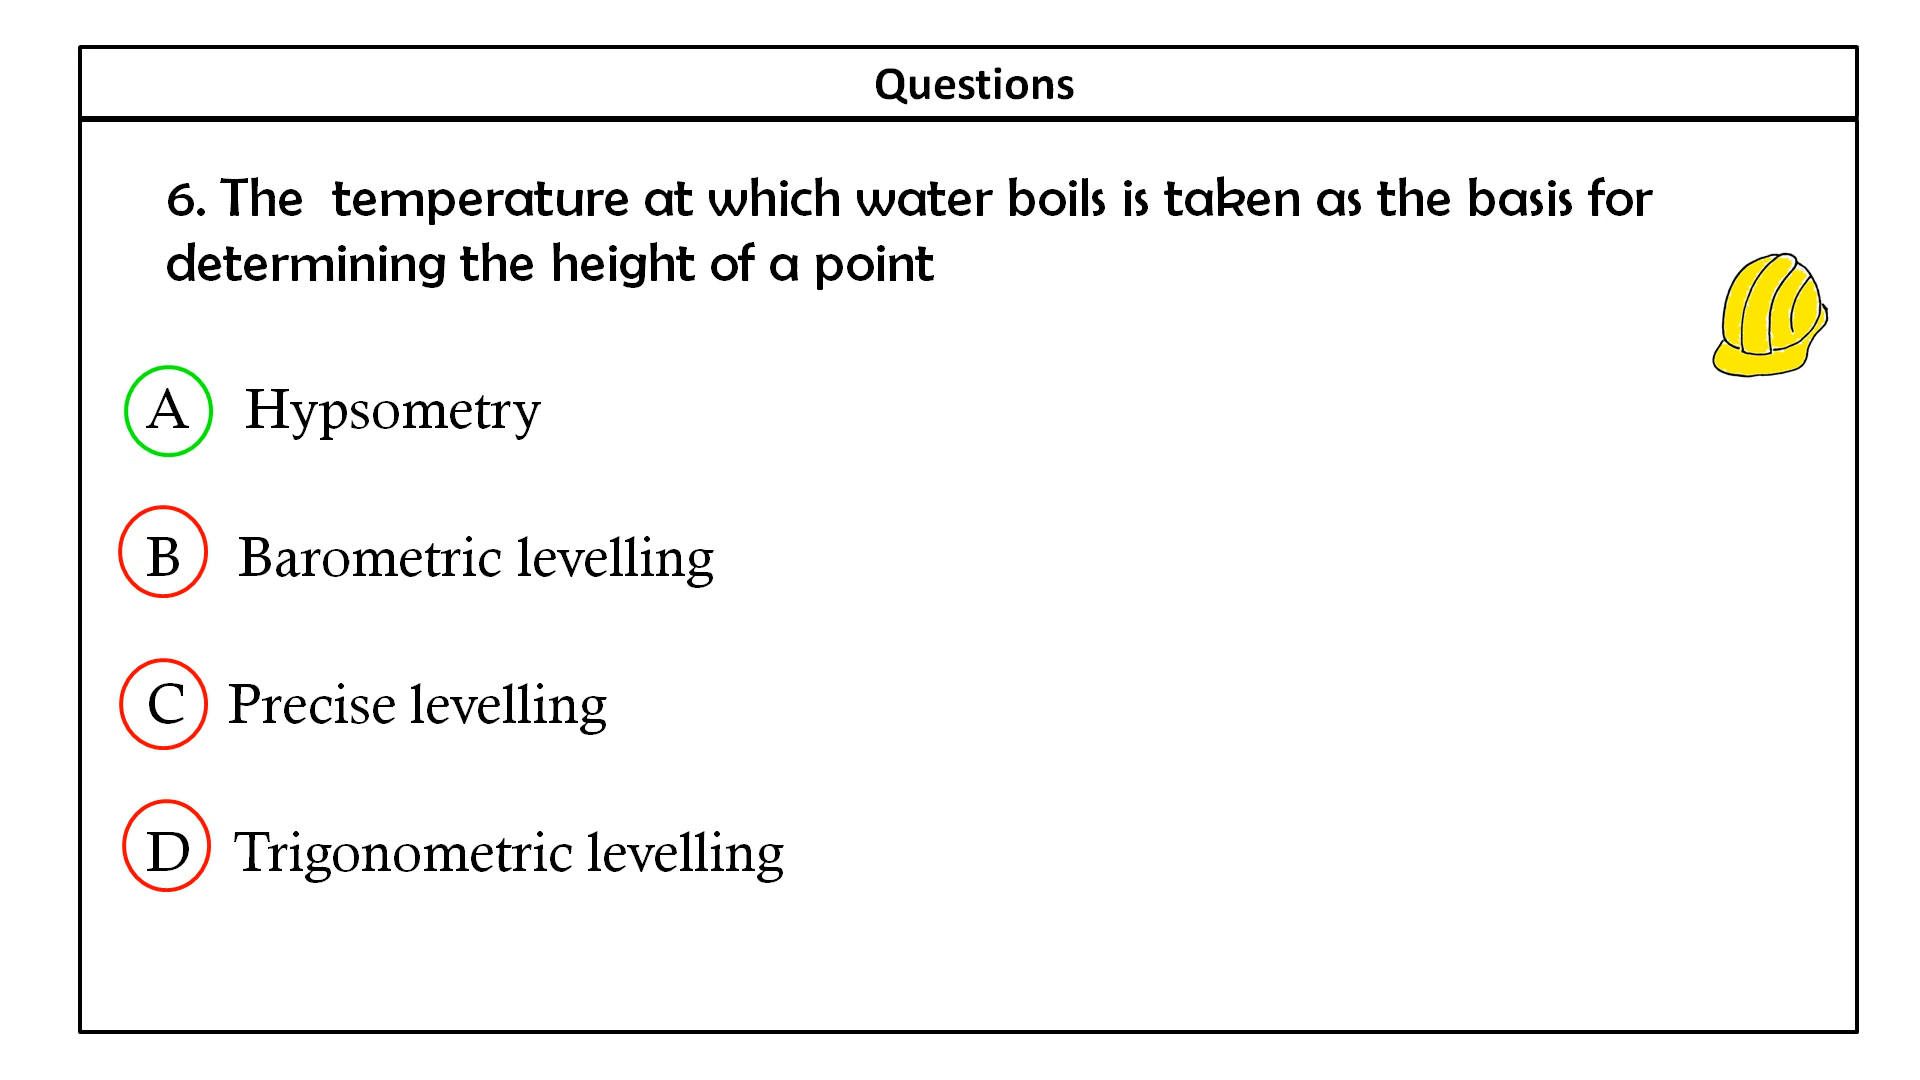 Questions
6. The temperature at which water boils is taken as the basis for
determining the height of a point
A Hypsometry
B Barometric levelling
C Precise levelling
D Trigonometric levelling